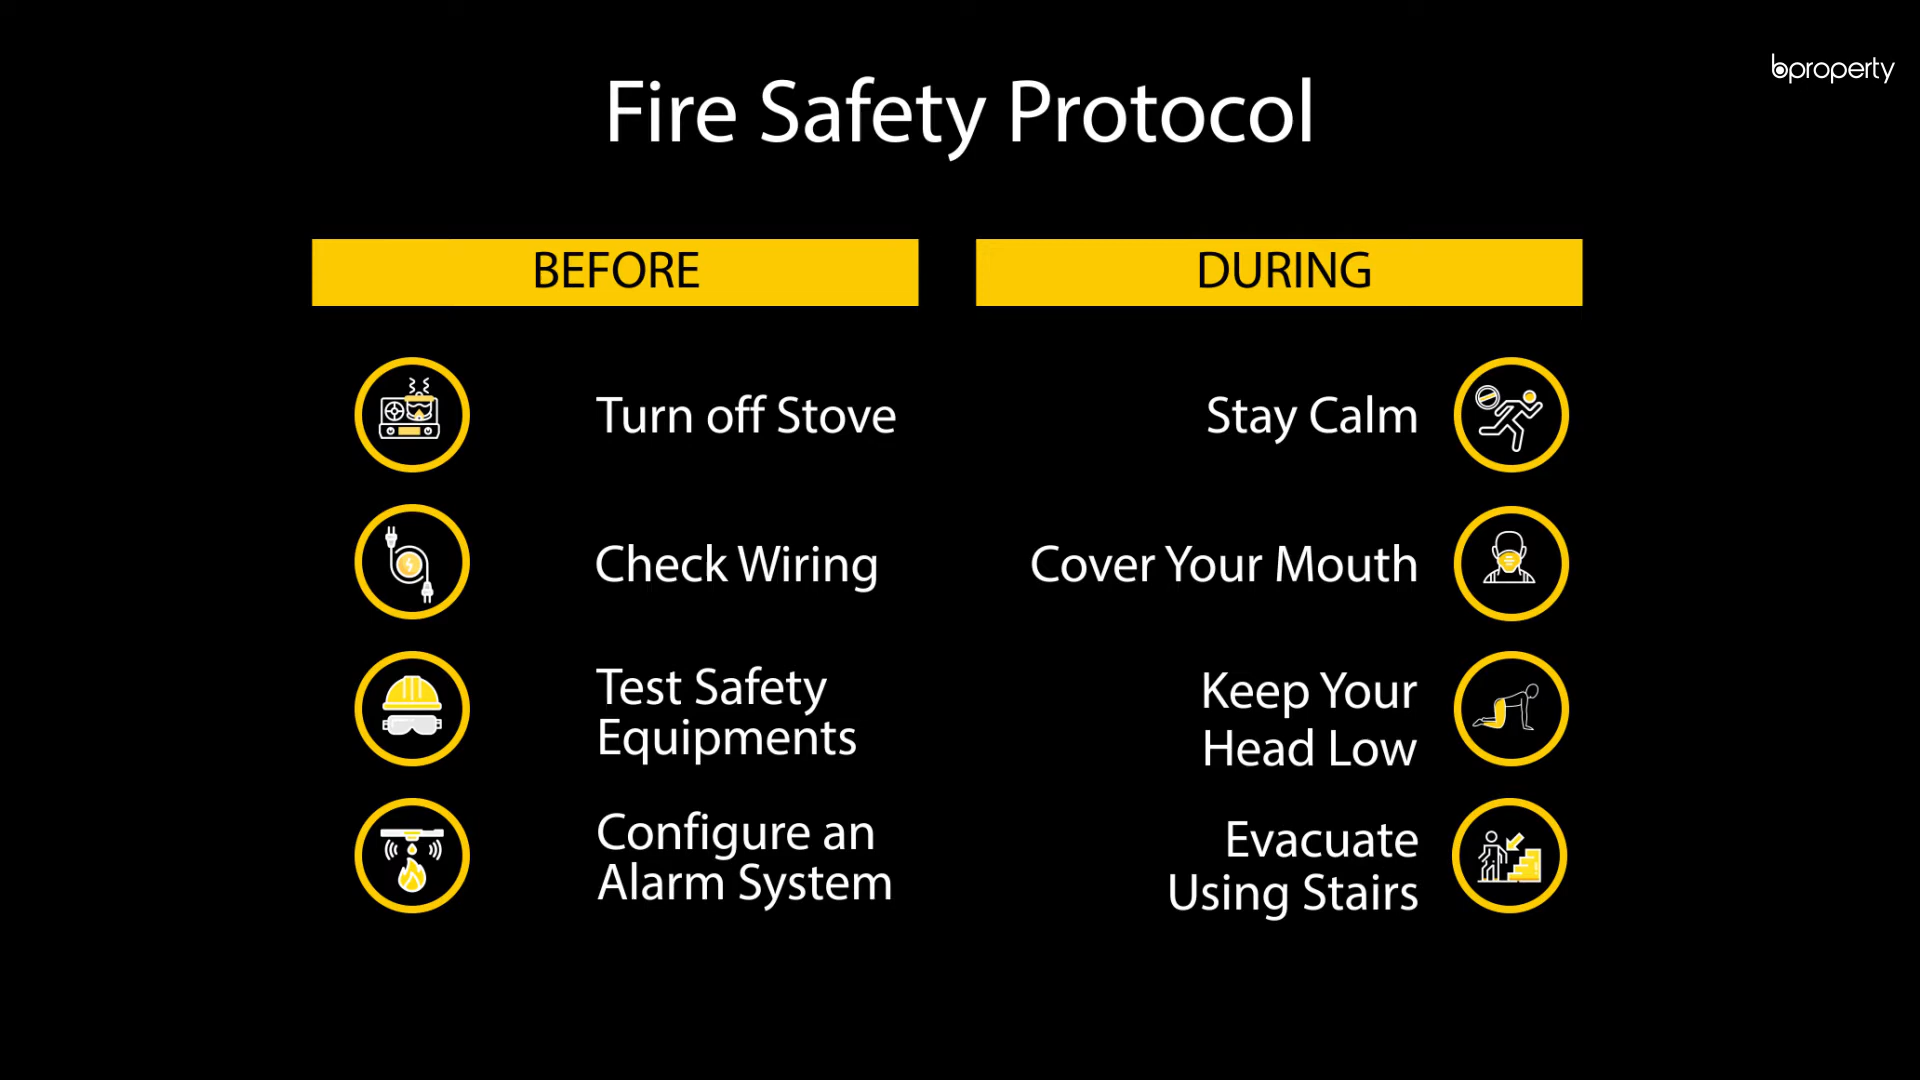 bproperty
Fire Safety Protocol
BEFORE
Turn off Stove
Check Wiring
Test Safety
Equipments
Configure an
Alarm System
DURING
Stay Calm
Cover Your Mouth
Keep Your
Head Low
Evacuate
Using Stairs